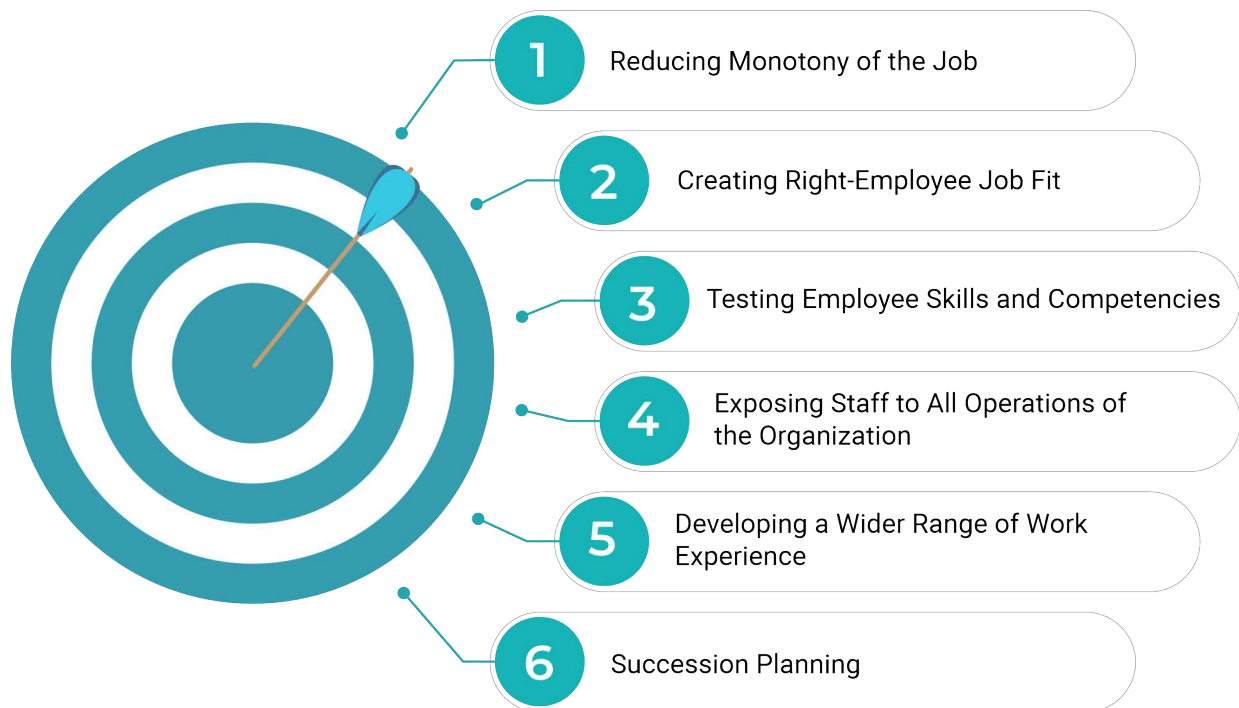 1
Reducing Monotony of the Job
2
Creating Right-Employee Job Fit
3
Testing Employee Skills and Competencies
4
Exposing Staff to All Operations of
the Organization
5
Developing a Wider Range of Work
Experience
6
Succession Planning